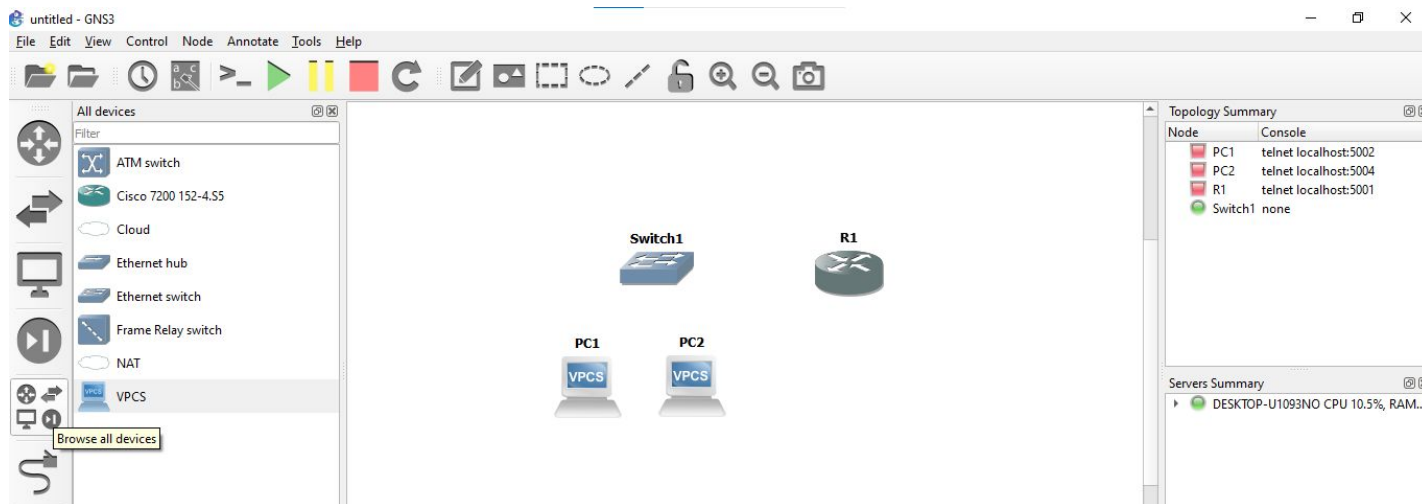 untitled - GNS3
File Edit View Control Node Annotate Tools Help
All devices
Filter
ATM switch
Cisco 7200 152-4.S5
Cloud
Ethernet hub
Ethernet switch
Frame Relay switch
NAT
VPCS
Browse all devices
Switch1
R1
PC1
PC2
VPCS
VPCS
Topology Summary
Node Console
PC1 telnet localhost:5002
PC2 telnet localhost:5004
R1 telnet localhost:5001
Switch1 none
Servers Summary
DESKTOP-U1093NO CPU 10.5%, RAM...